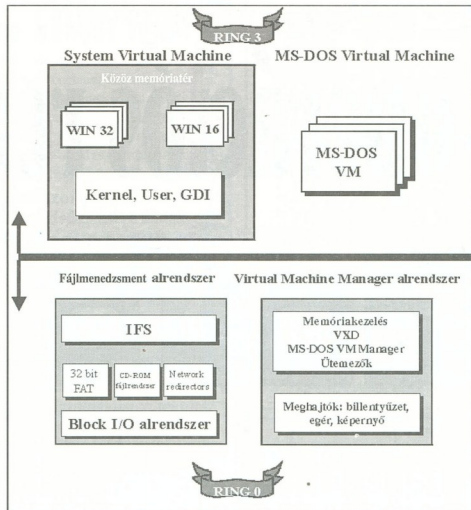 RING 3
System Virtual Machine
MS-DOS Virtual Machine
Közöz memóriatér
WIN 32
WIN 16
Kernel, User, GDI
MS-DOS
VM
Fájlmenedzsment alrendszer
Virtual Machine Manager alrendszer
IFS
32 bit
FAT
CD-ROM
fájlrendszer
Network
redirectors
Block I/O alrendszer
Memóriakezelés
VXD
MS-DOS VM Manager
Ütemezők
Meghajtók: billentyűzet,
egér, képernyő
RING 0